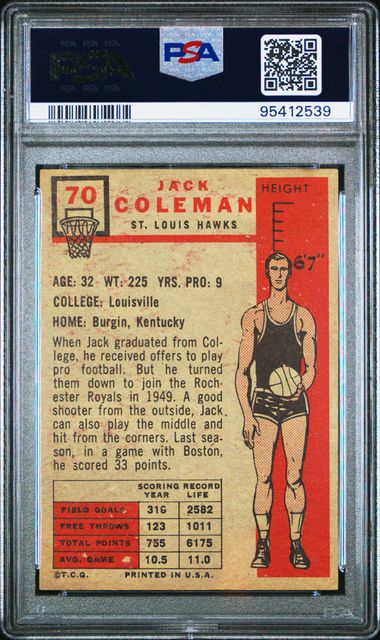 PSA
PSA
95412539
70
JACK
COLEMAN
ST. LOUIS HAWKS
HEIGHT
6'7"
AGE: 32 WT: 225 YRS. PRO: 9
COLLEGE: Louisville
HOME: Burgin, Kentucky
When Jack graduated from Col-
lege, he received offers to play
pro football. But he turned
them down to join the Roch-
ester Royals in 1949. A good
shooter from the outside, Jack
can also play the middle and
hit from the corners. Last sea-
son, in a game with Boston,
he scored 33 points.
SCORING RECORD
YEAR LIFE
FIELD GOALS 316 2582
FREE THROWS 123 1011
TOTAL POINTS 755 6175
AVG. GAME 10.5 11.0
©T.C.G. PRINTED IN U.S.A.